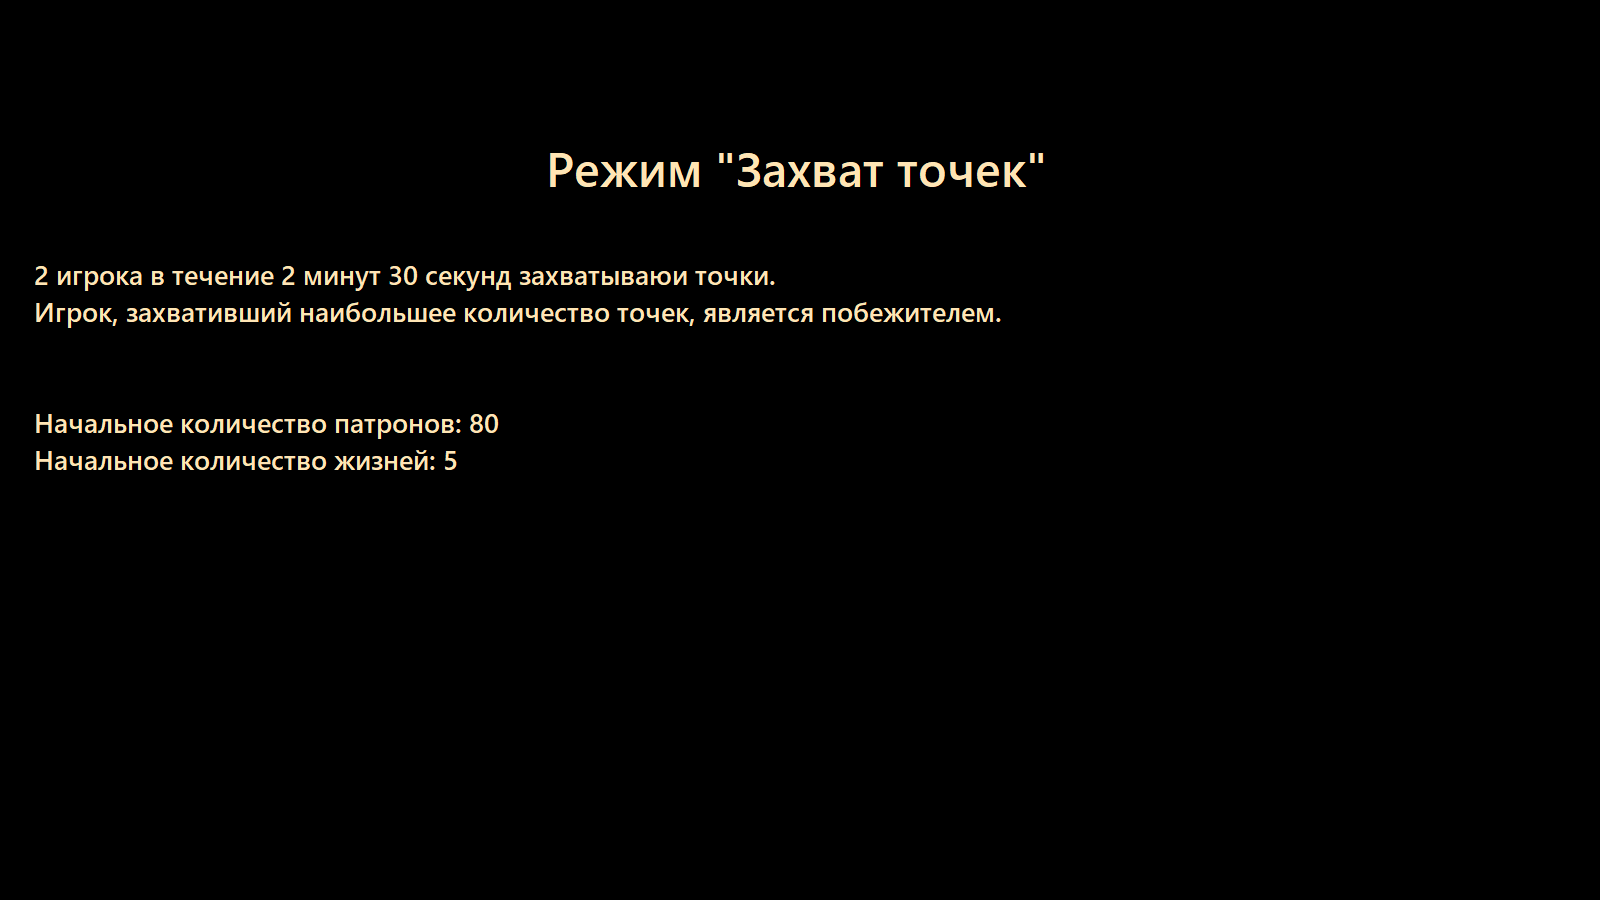 Режим "Захват точек"
2 игрока в течение 2 минут 30 секунд захватываюи точки.
Игрок, захвативший наибольшее количество точек, является побежителем.
Начальное количество патронов: 80
Начальное количество жизней: 5